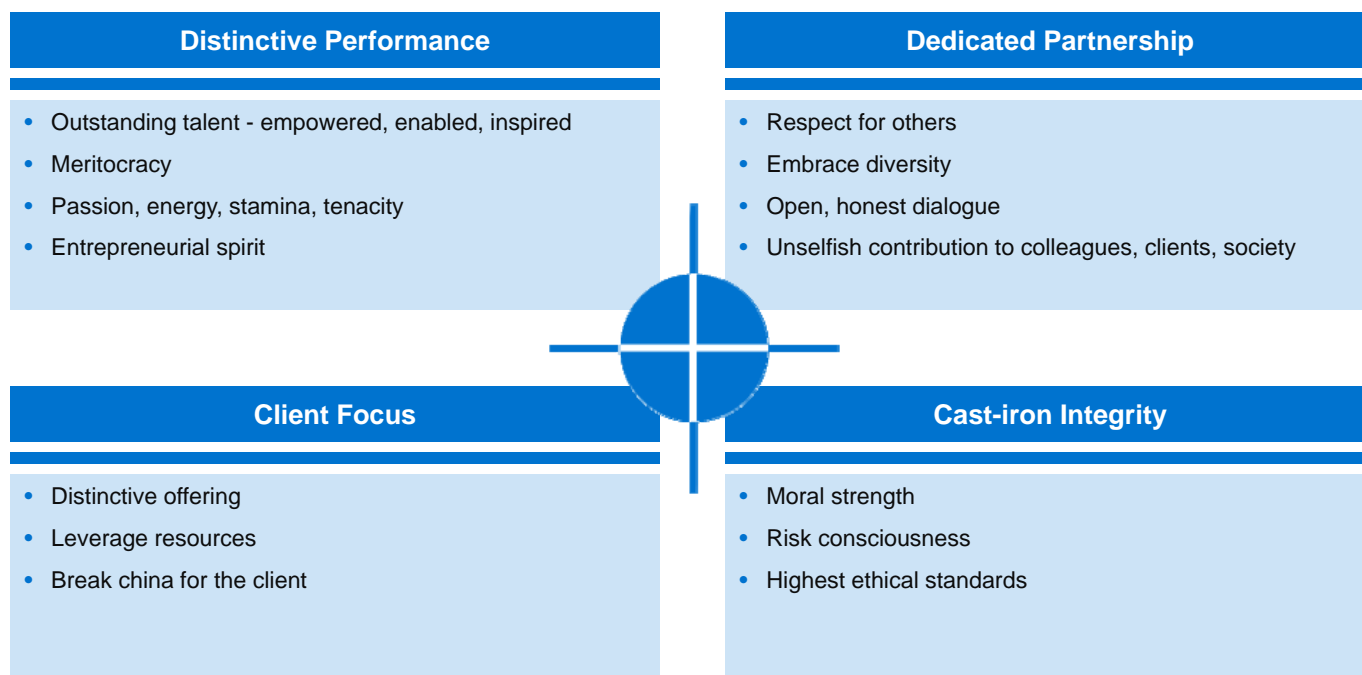 Distinctive Performance
• Outstanding talent - empowered, enabled, inspired
• Meritocracy
• Passion, energy, stamina, tenacity
• Entrepreneurial spirit
Dedicated Partnership
• Respect for others
• Embrace diversity
• Open, honest dialogue
• Unselfish contribution to colleagues, clients, society
Client Focus
• Distinctive offering
• Leverage resources
• Break china for the client
Cast-iron Integrity
• Moral strength
• Risk consciousness
• Highest ethical standards